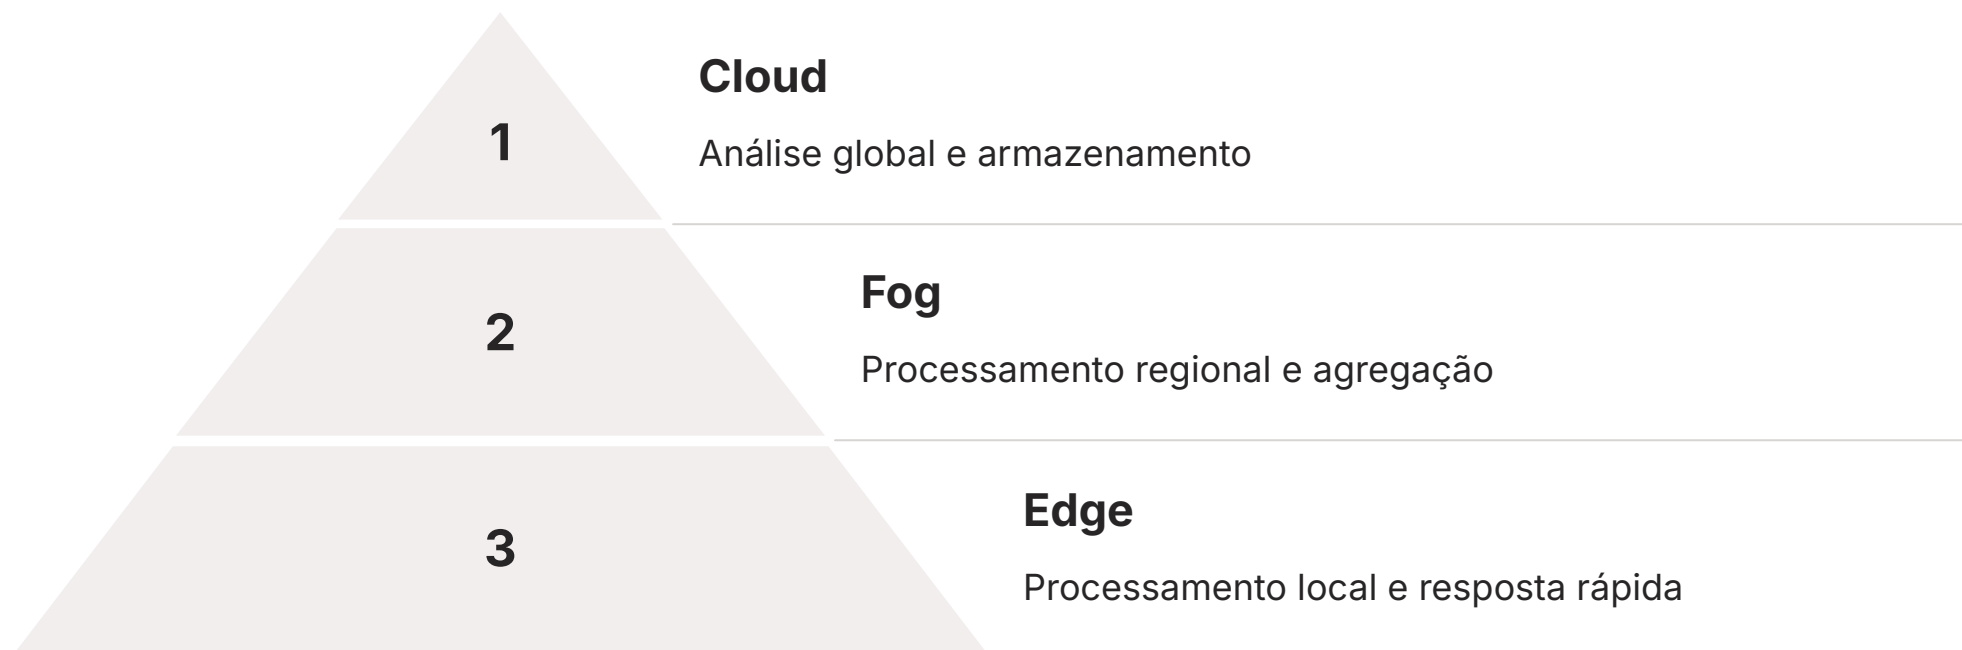 1
Cloud
Análise global e armazenamento
2
Fog
Processamento regional e agregação
3
Edge
Processamento local e resposta rápida